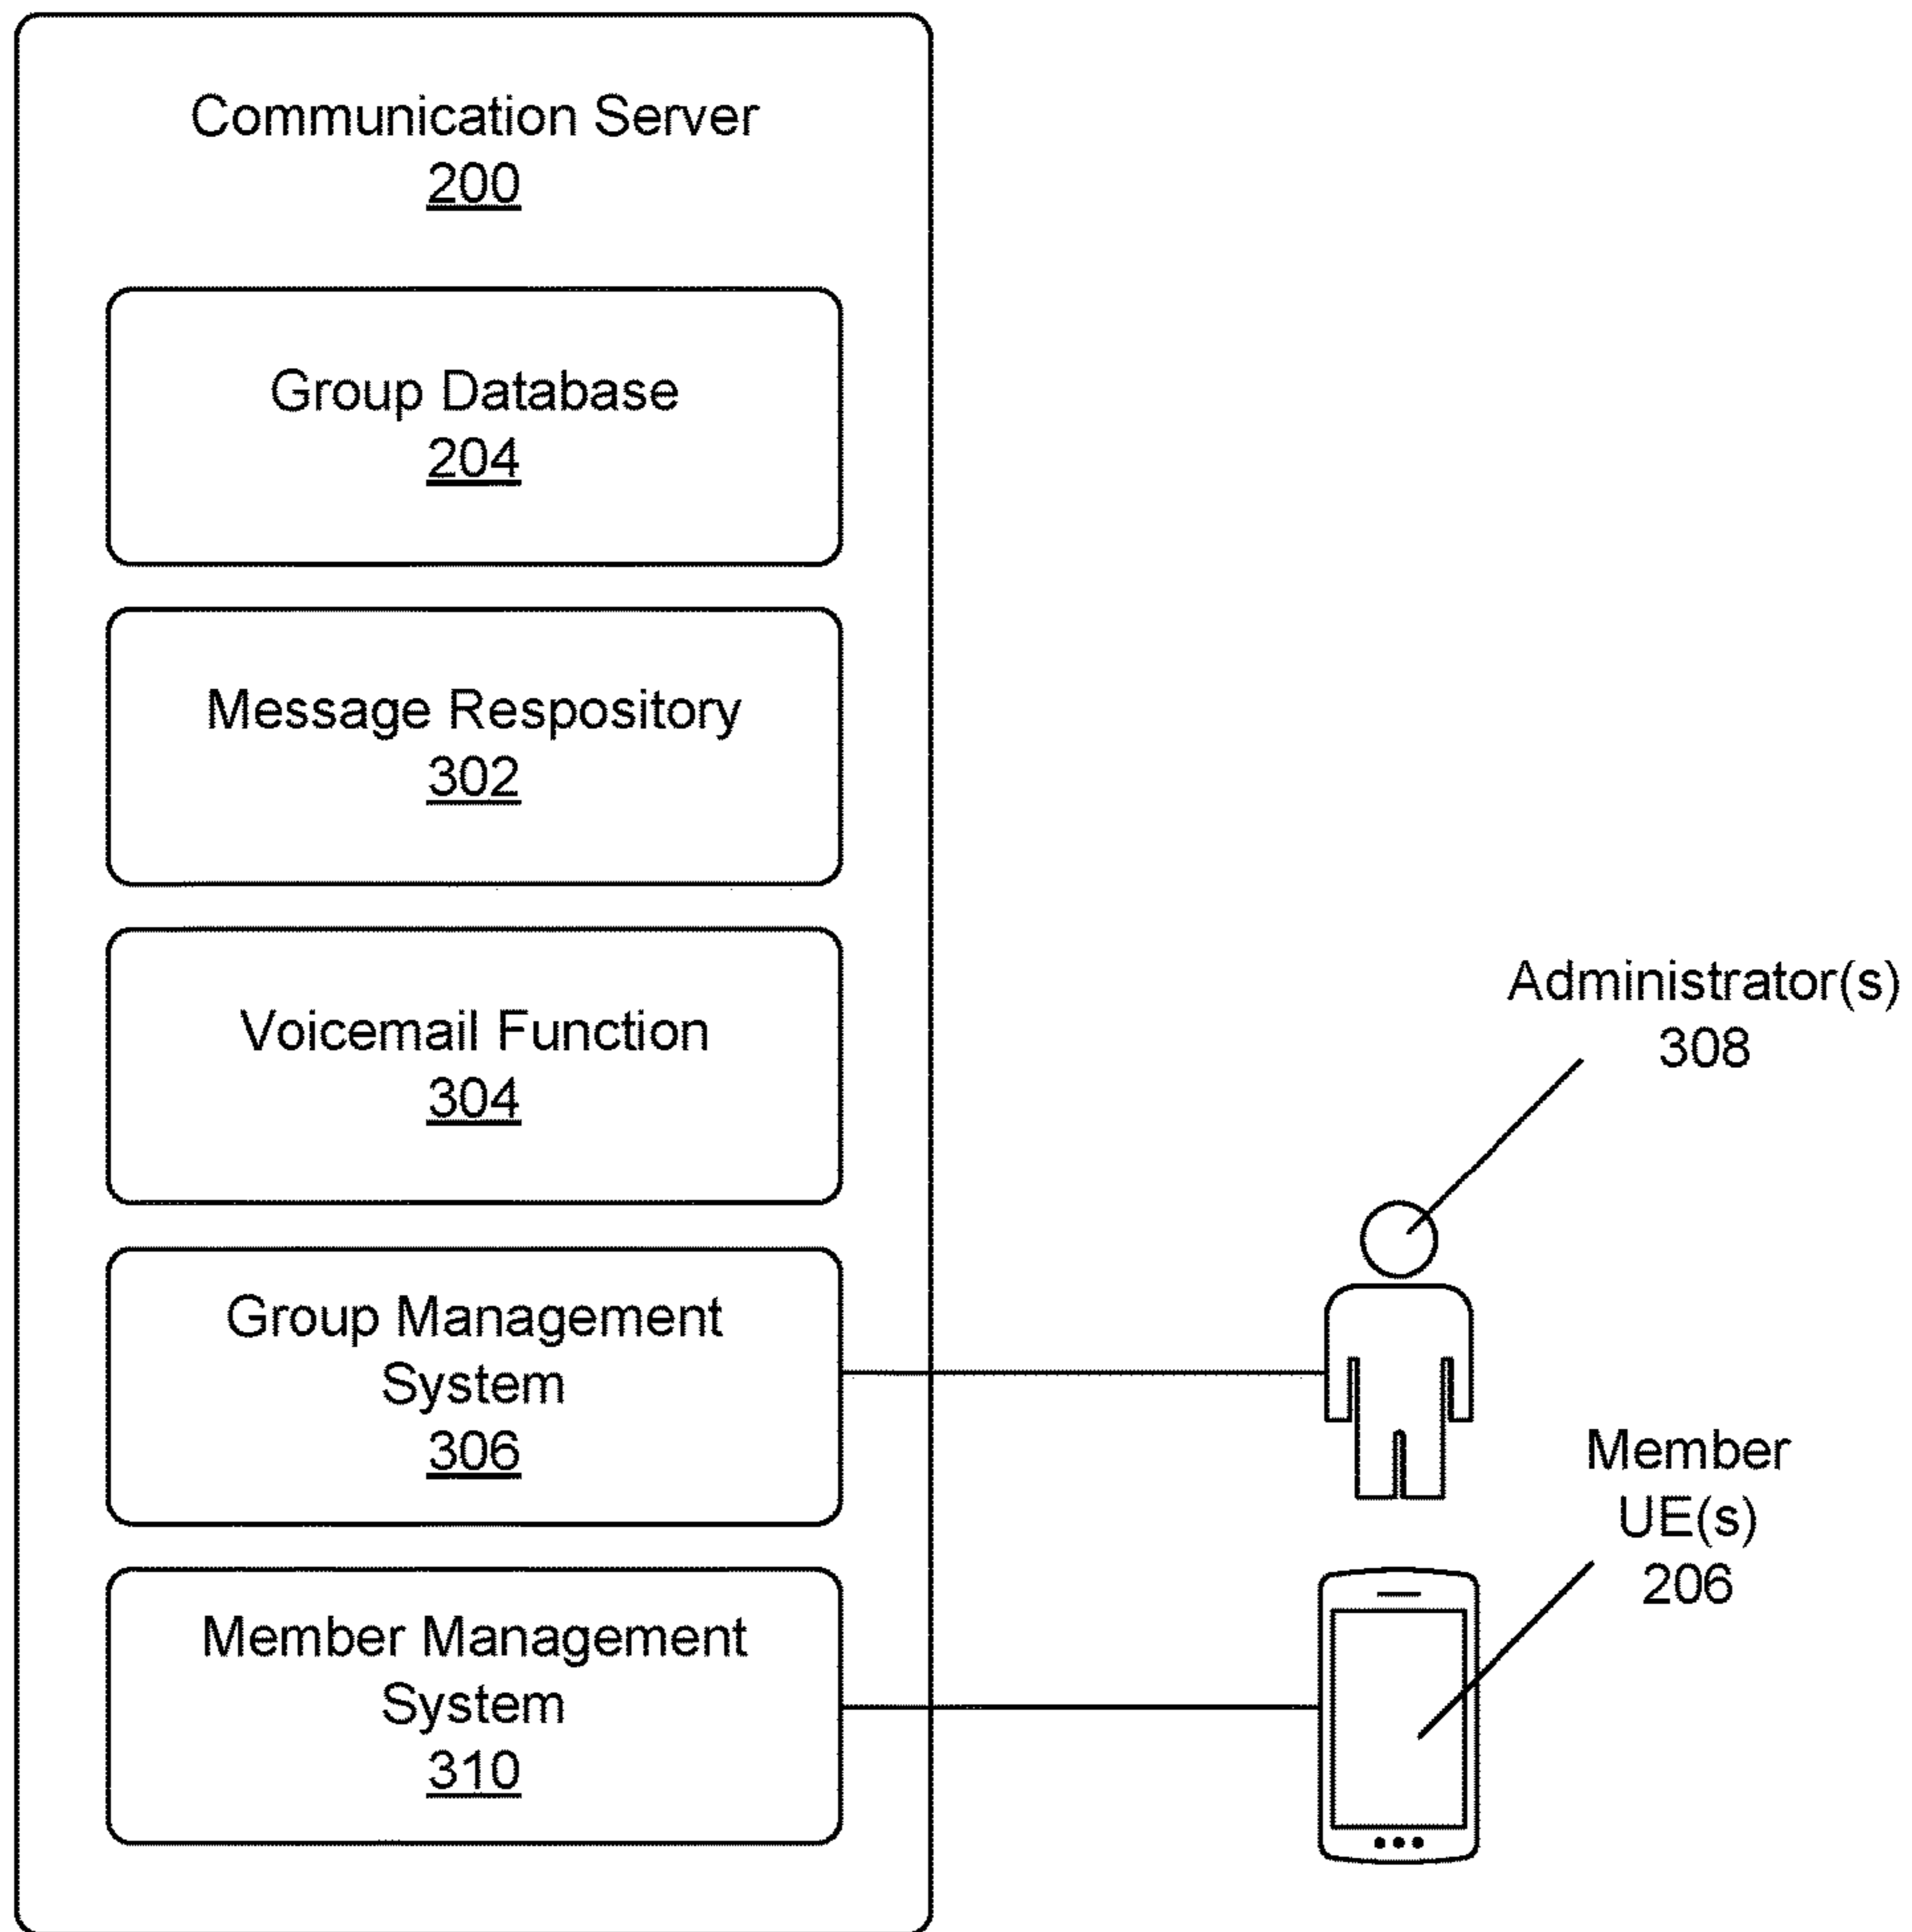 Communication Server
200
Group Database
204
Message Respository
302
Voicemail Function
304
Group Management
System
306
Member Management
System
310
Administrator(s)
308
Member
UE(s)
206